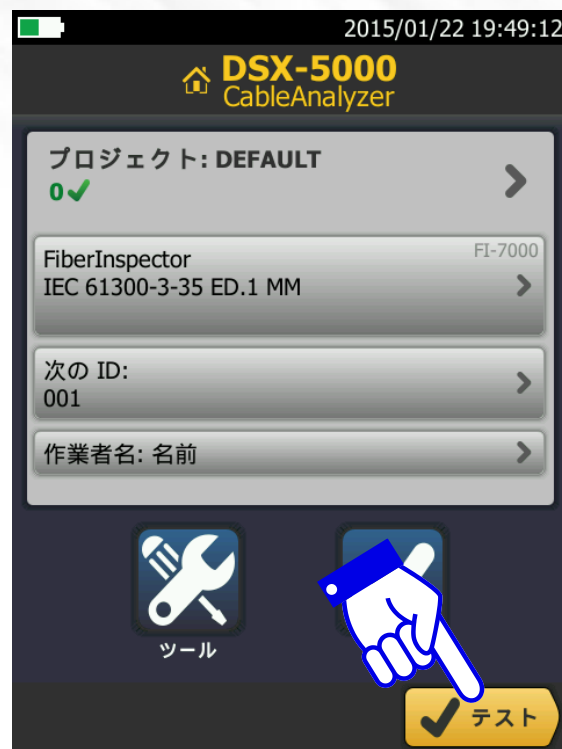 2015/01/22 19:49:12
DSX-5000
CableAnalyzer
プロジェクト: DEFAULT
0
FiberInspector
FI-7000
IEC 61300-3-35 ED.1 MM
次の ID:
001
作業者名: 名前
ツール
テスト